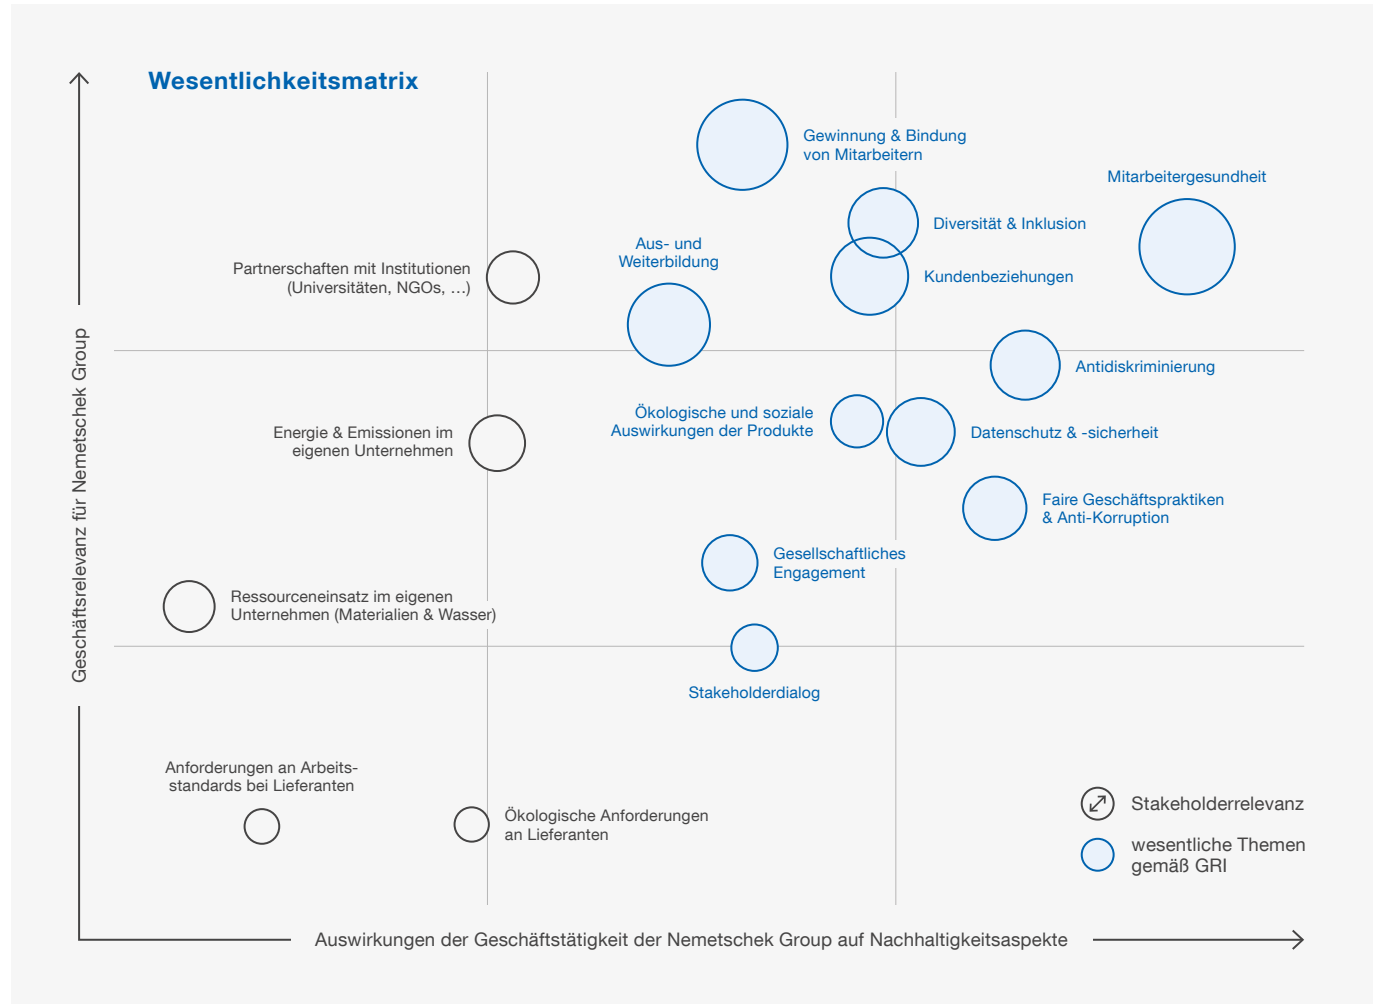 Wesentlichkeitsmatrix
Gewinnung & Bindung
von Mitarbeitern
Mitarbeitergesundheit
Diversität & Inklusion
Aus- und
Weiterbildung
Partnerschaften mit Institutionen
(Universitäten, NGOs, …)
Kundenbeziehungen
Antidiskriminierung
Ökologische und soziale
Auswirkungen der Produkte
Energie & Emissionen im
eigenen Unternehmen
Datenschutz & -sicherheit
Faire Geschäftspraktiken
& Anti-Korruption
Gesellschaftliches
Engagement
Ressourceneinsatz im eigenen
Unternehmen (Materialien & Wasser)
Stakeholderdialog
Anforderungen an Arbeits-
standards bei Lieferanten
Ökologische Anforderungen
an Lieferanten
Stakeholderrelevanz
wesentliche Themen
gemäß GRI
Geschäftsrelevanz für Nemetschek Group
Auswirkungen der Geschäftstätigkeit der Nemetschek Group auf Nachhaltigkeitsaspekte